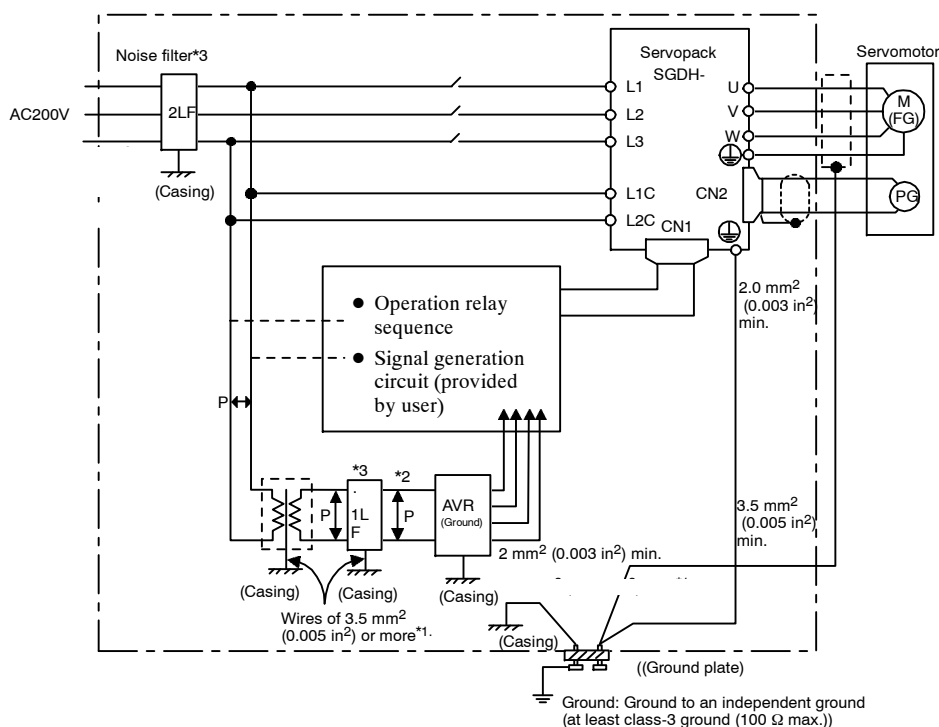 Noise filter*3
AC200V
2LF
(Casing)
Servopack
SGDH-
L1
L2
L3
L1C
L2C
U
V
W
CN2
CN1
Servomotor
M
(FG)
PG
2.0 mm²
(0.003 in²)
min.
● Operation relay
sequence
● Signal generation
circuit (provided
by user)
P
*3
*2
P
1L
F
P
AVR
(Ground)
2 mm² (0.003 in²) min.
3.5 mm²
(0.005 in²)
min.
(Casing)
(Casing)
(Casing)
Wires of 3.5 mm²
(0.005 in²) or more*1.
(Casing)
((Ground plate)
Ground: Ground to an independent ground
(at least class-3 ground (100 Ω max.))